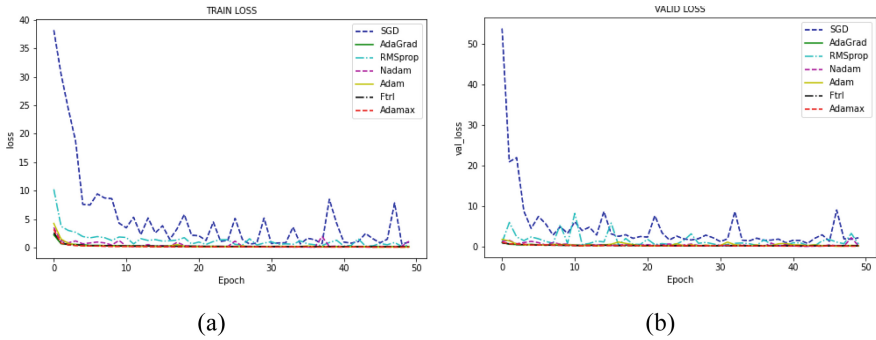 TRAIN LOSS
40
35
30
25
20
15
10
5
0
loss
0 10 20 30 40 50
Epoch
SGD
AdaGrad
RMSprop
Nadam
Adam
Ftrl
Adamax
(a)
VALID LOSS
50
40
30
20
10
0
val_loss
0 10 20 30 40 50
Epoch
SGD
AdaGrad
RMSprop
Nadam
Adam
Ftrl
Adamax
(b)